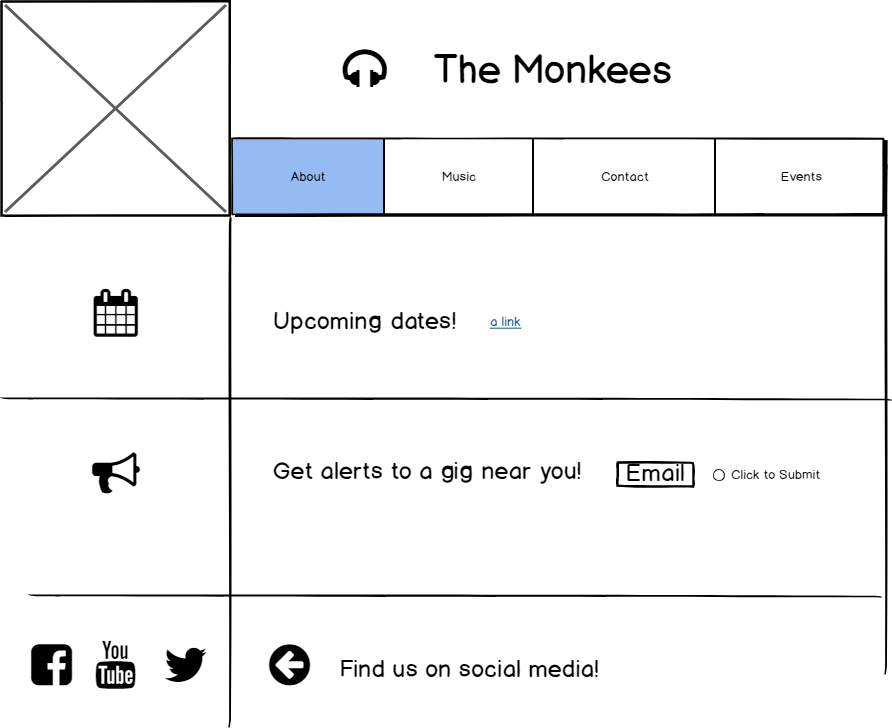 The Monkees
About
Music
Contact
Events
Upcoming dates!
a link
Get alerts to a gig near you!
Email
Click to Submit
You
Tube
Find us on social media!